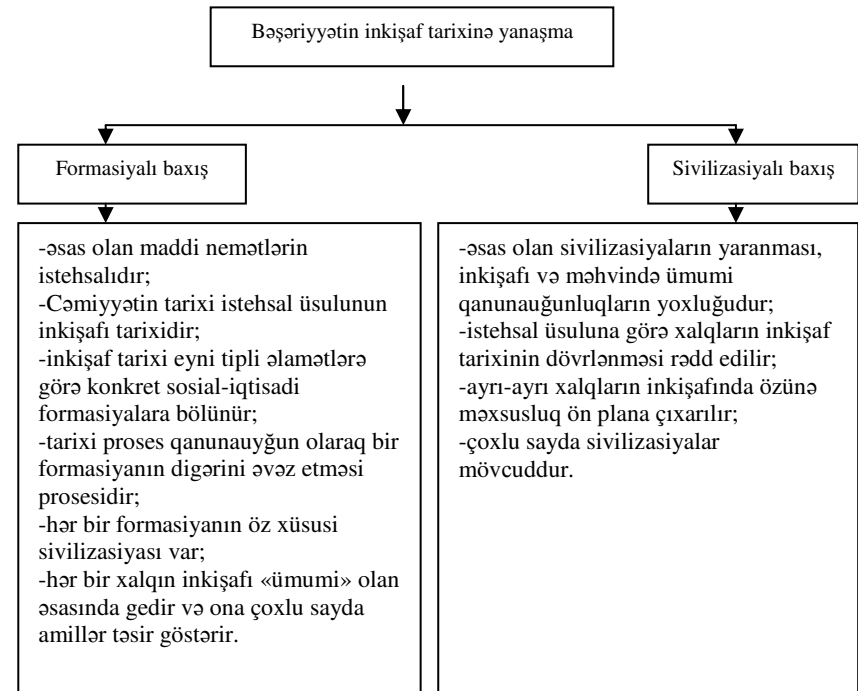 Bəşəriyyətin inkişaf tarixinə yanaşma
Formasiyalı baxış
Sivilizasiyalı baxış
-əsas olan maddi nemətlərin
istehsalıdır;
-Cəmiyyətin tarixi istehsal üsulunun
inkişafı tarixidir;
-inkişaf tarixi eyni tipli əlamətlərə
görə konkret sosial-iqtisadi
formasiyalara bölünür;
-tarixi proses qanunauyğun olaraq bir
formasiyanın digərini əvəz etməsi
prosesidir;
-hər bir formasiyanın öz xüsusi
sivilizasiyası var;
-hər bir xalqın inkişafı «ümumi» olan
əsasında gedir və ona çoxlu sayda
amillər təsir göstərir.
-əsas olan sivilizasiyaların yaranması,
inkişafı və məhvində ümumi
qanunauğunluqların yoxluğudur;
-istehsal üsuluna görə xalqların inkişaf
tarixinin dövrlənməsi rədd edilir;
-ayrı-ayrı xalqların inkişafında özünə
məxsusluq ön plana çıxarılır;
-çoxlu sayda sivilizasiyalar
mövcuddur.